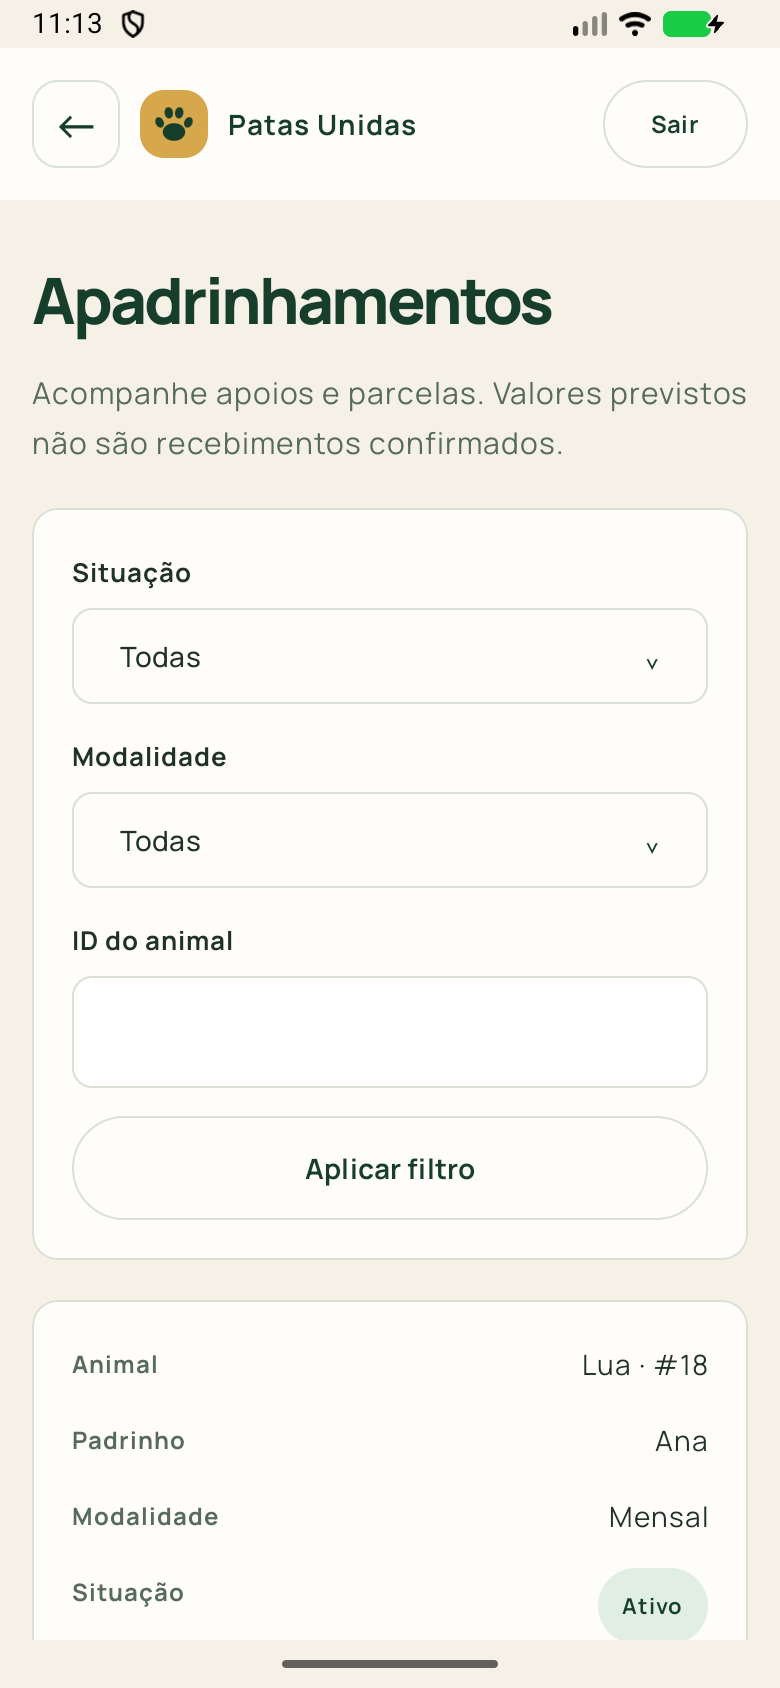 11:13
Patas Unidas
Sair
Apadrinhamentos
Acompanhe apoios e parcelas. Valores previstos
não são recebimentos confirmados.
Situação
Todas
Modalidade
Todas
ID do animal
Aplicar filtro
Animal
Lua · #18
Padrinho
Ana
Modalidade
Mensal
Situação
Ativo